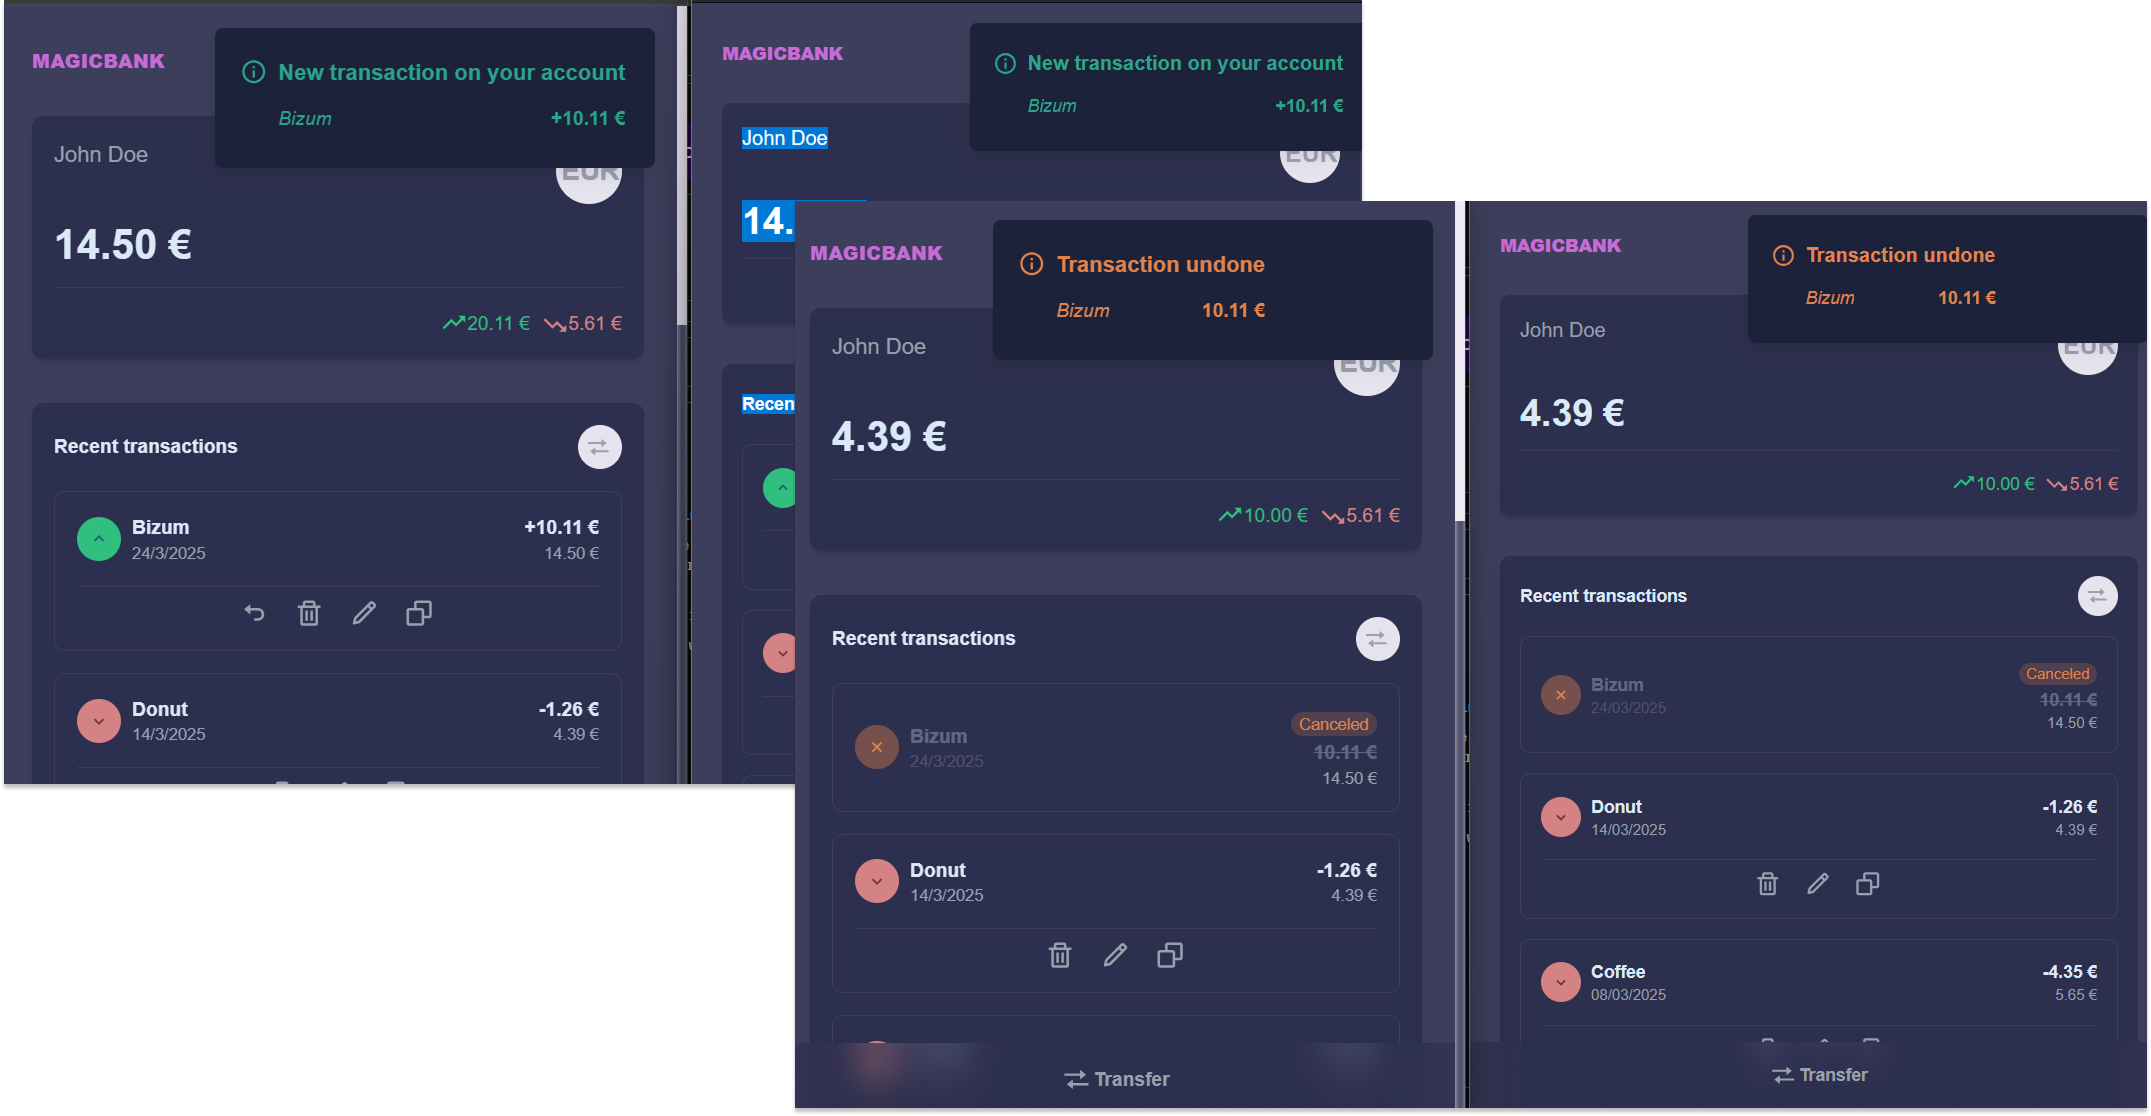 MAGICBANK
New transaction on your account
Bizum +10.11 €
John Doe
EUR
14.50 €
20.11 € 5.61 €
Recent transactions
Bizum +10.11 €
24/3/2025 14.50 €
Donut -1.26 €
14/3/2025 4.39 €
MAGICBANK
New transaction on your account
Bizum +10.11 €
John Doe
EUR
14.
Recen
MAGICBANK
Transaction undone
Bizum 10.11 €
John Doe
EUR
4.39 €
10.00 € 5.61 €
Recent transactions
Canceled
Bizum 10.11 €
24/3/2025 14.50 €
Donut -1.26 €
14/3/2025 4.39 €
Transfer
MAGICBANK
Transaction undone
Bizum 10.11 €
John Doe
EUR
4.39 €
10.00 € 5.61 €
Recent transactions
Canceled
Bizum 10.11 €
24/03/2025 14.50 €
Donut -1.26 €
14/03/2025 4.39 €
Coffee -4.35 €
08/03/2025 5.65 €
Transfer